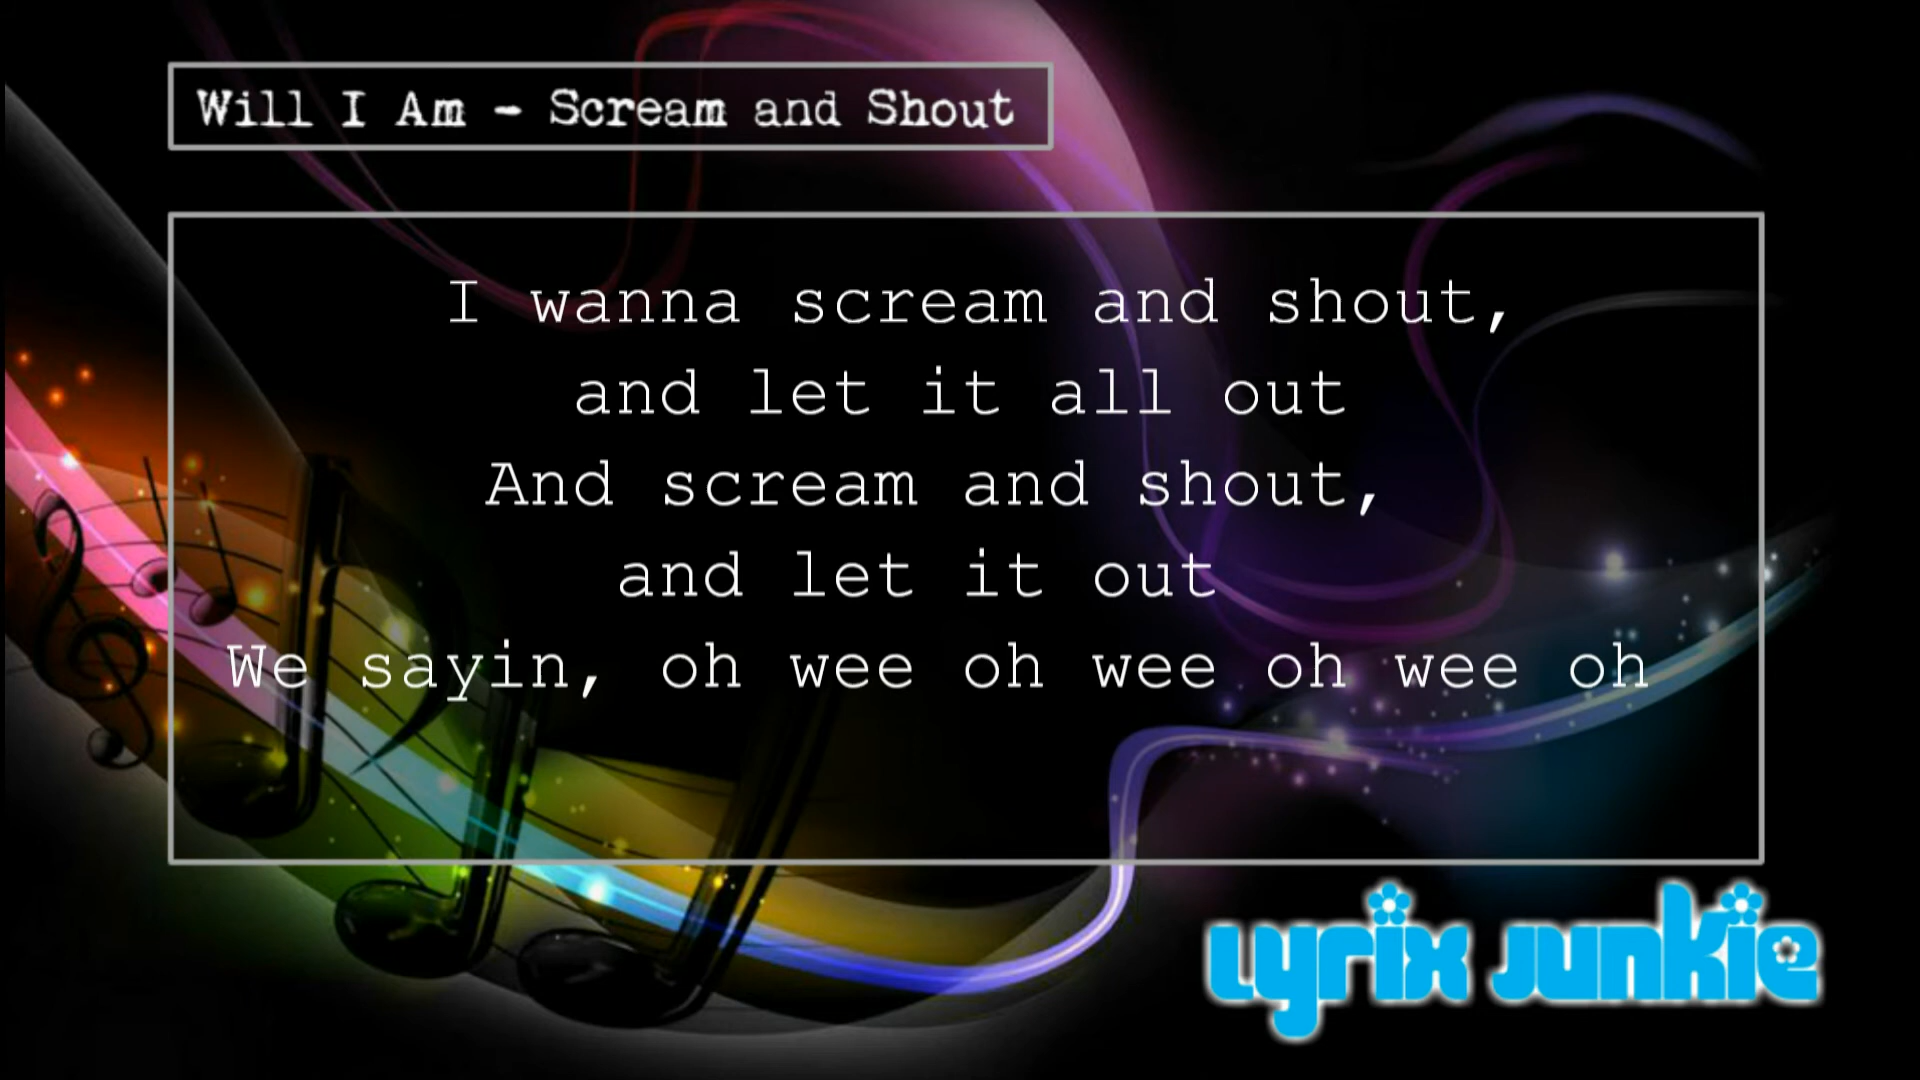 Will I Am - Scream and Shout
I wanna scream and shout,
and let it all out
And scream and shout,
and let it out
We sayin, oh wee oh wee oh wee oh
Lyrix Junkie